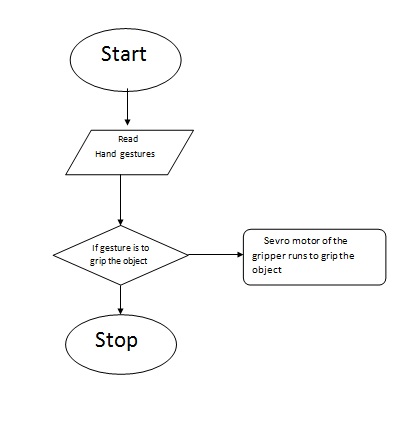 Start
Read
Hand gestures
If gesture is to
grip the object
Sevro motor of the
gripper runs to grip the
object
Stop